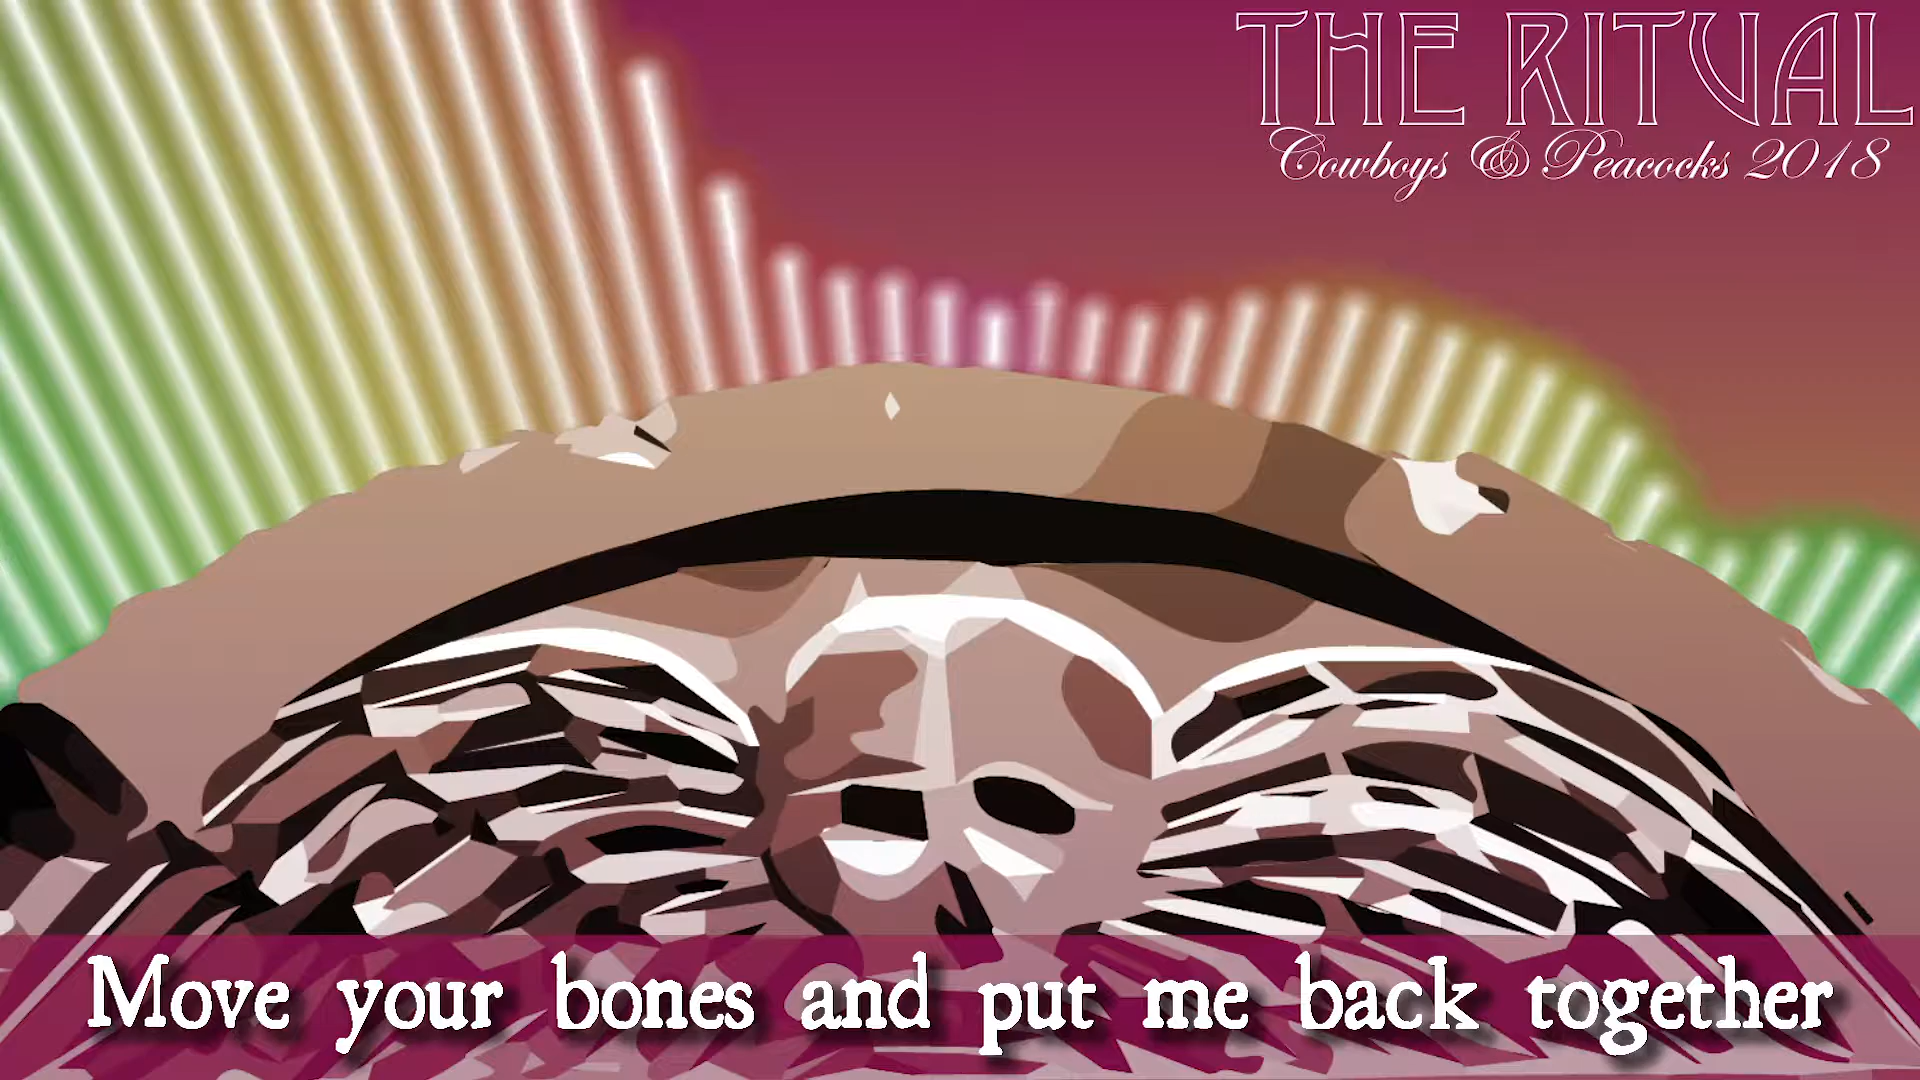 THE RITUAL
Cowboys & Peacocks 2018
Move your bones and put me back together